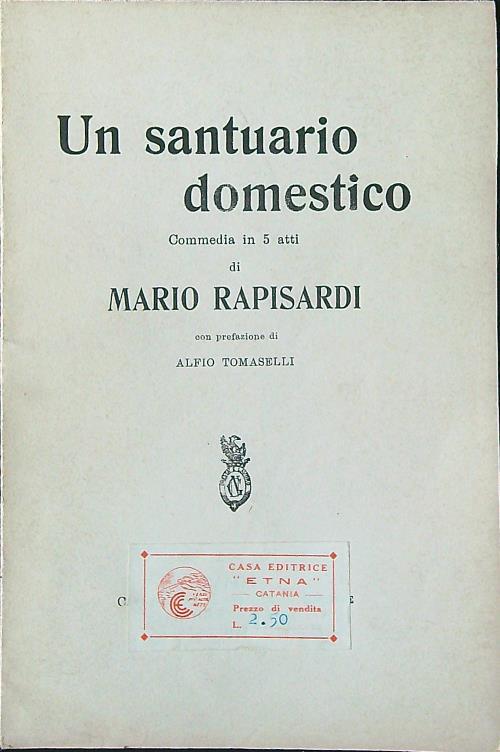 Un santuario
domestico
Commedia in 5 atti
di
MARIO RAPISARDI
con prefazione di
ALFIO TOMASELLI
CASA EDITRICE
"ETNA"
— CATANIA —
Prezzo di vendita
L. 2.50